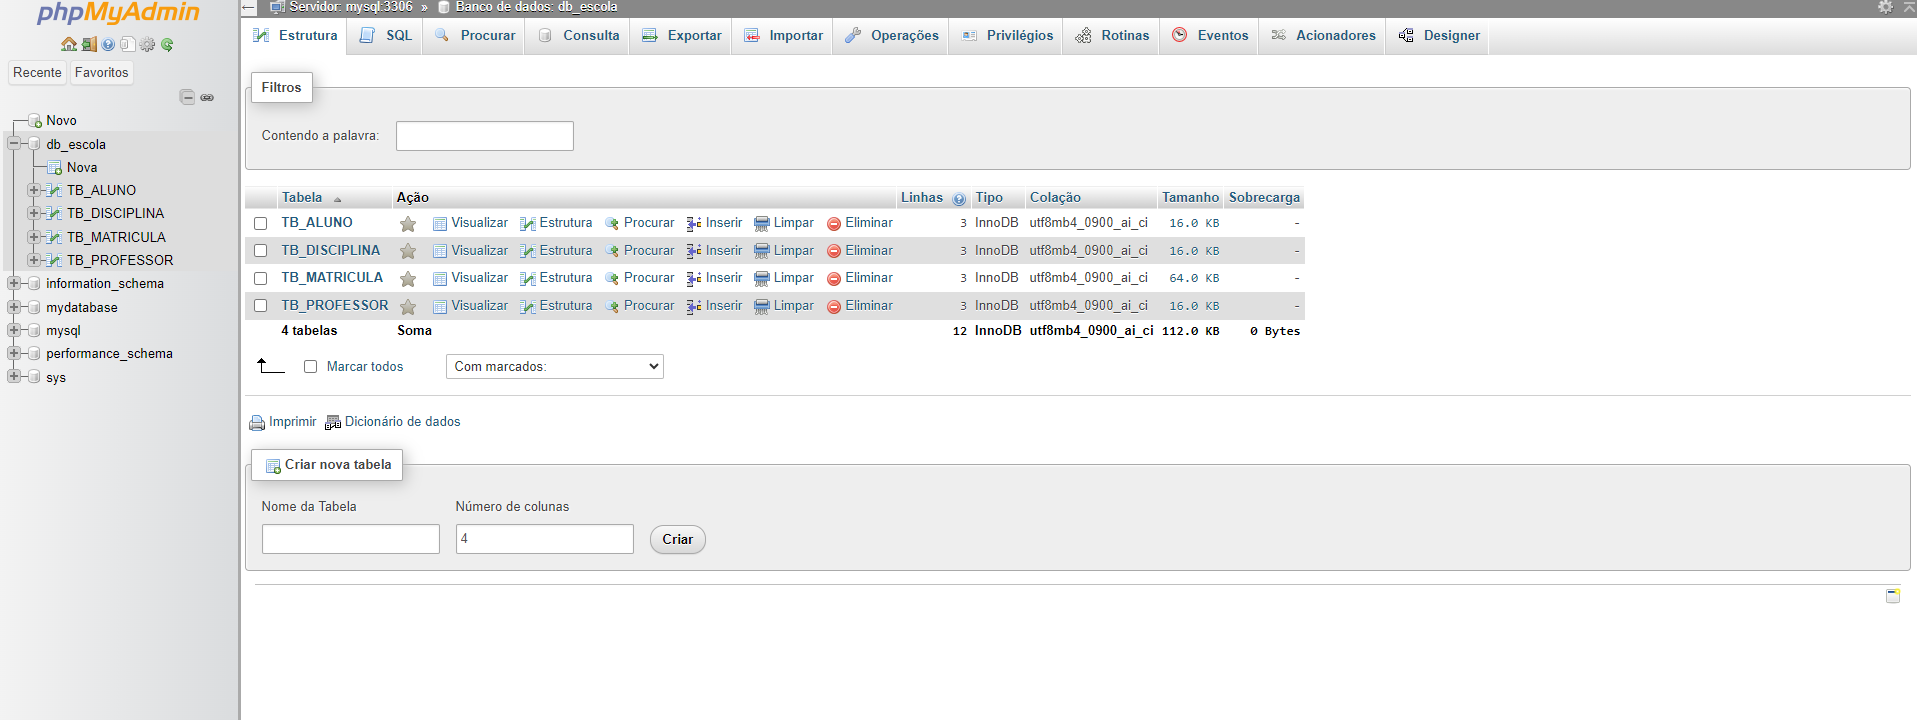 phpMyAdmin
Recente Favoritos
Novo
db_escola
Nova
TB_ALUNO
TB_DISCIPLINA
TB_MATRICULA
TB_PROFESSOR
information_schema
mydatabase
mysql
performance_schema
sys
Servidor: mysql:3306 » Banco de dados: db_escola
Estrutura SQL Procurar Consulta Exportar Importar Operações Privilégios Rotinas Eventos Acionadores Designer
Filtros
Contendo a palavra:
Tabela Ação Linhas Tipo Colação Tamanho Sobrecarga
TB_ALUNO Visualizar Estrutura Procurar Inserir Limpar Eliminar 3 InnoDB utf8mb4_0900_ai_ci 16.0 KB -
TB_DISCIPLINA Visualizar Estrutura Procurar Inserir Limpar Eliminar 3 InnoDB utf8mb4_0900_ai_ci 16.0 KB -
TB_MATRICULA Visualizar Estrutura Procurar Inserir Limpar Eliminar 3 InnoDB utf8mb4_0900_ai_ci 64.0 KB -
TB_PROFESSOR Visualizar Estrutura Procurar Inserir Limpar Eliminar 3 InnoDB utf8mb4_0900_ai_ci 16.0 KB -
4 tabelas Soma 12 InnoDB utf8mb4_0900_ai_ci 112.0 KB 0 Bytes
Marcar todos Com marcados:
Imprimir Dicionário de dados
Criar nova tabela
Nome da Tabela Número de colunas
4 Criar